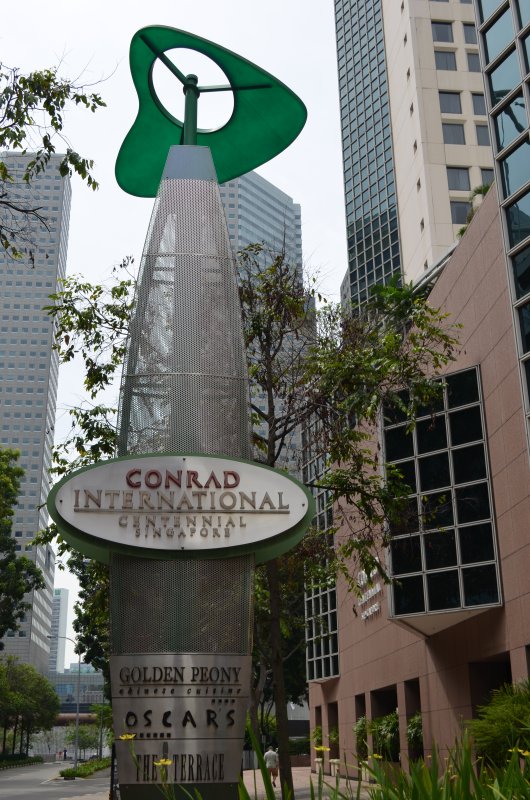 CONRAD
INTERNATIONAL
CENTENNIAL
SINGAPORE
GOLDEN PEONY
chinese cuisine
OSCARS
THE TERRACE